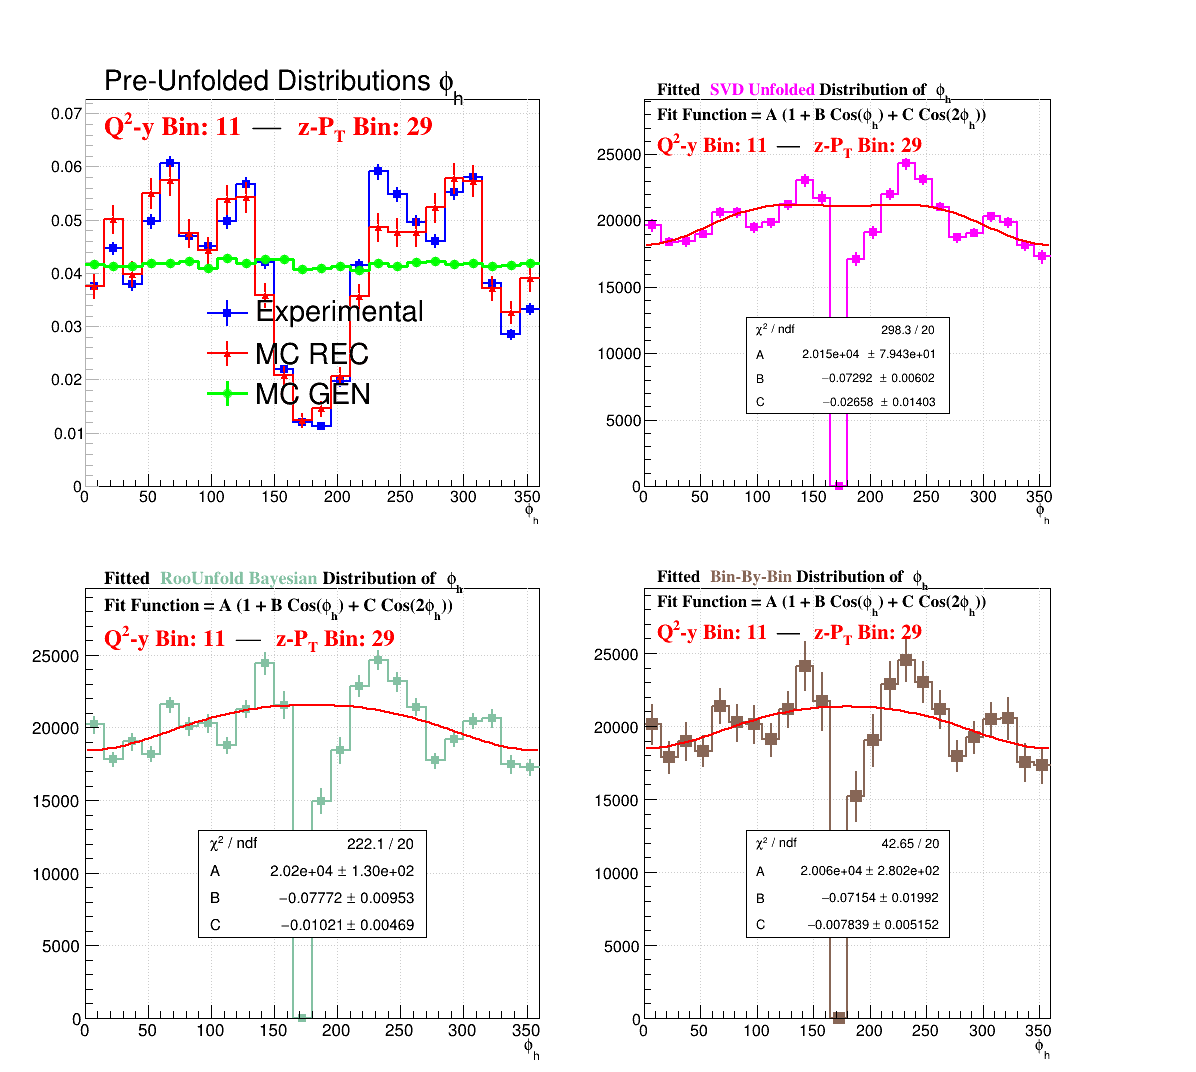 Pre-Unfolded Distributions ϕh
Q²-y Bin: 11 — z-PT Bin: 29
0.07
0.06
0.05
0.04
0.03
0.02
0.01
0
Experimental
MC REC
MC GEN
0 50 100 150 200 250 300 350
ϕh
Fitted SVD Unfolded Distribution of ϕh
Fit Function = A (1 + B Cos(ϕh) + C Cos(2ϕh))
Q²-y Bin: 11 — z-PT Bin: 29
25000
20000
15000
10000
5000
0
χ² / ndf 298.3 / 20
A 2.015e+04 ± 7.943e+01
B −0.07292 ± 0.00602
C −0.02658 ± 0.01403
0 50 100 150 200 250 300 350
ϕh
Fitted RooUnfold Bayesian Distribution of ϕh
Fit Function = A (1 + B Cos(ϕh) + C Cos(2ϕh))
Q²-y Bin: 11 — z-PT Bin: 29
25000
20000
15000
10000
5000
0
χ² / ndf 222.1 / 20
A 2.02e+04 ± 1.30e+02
B −0.07772 ± 0.00953
C −0.01021 ± 0.00469
0 50 100 150 200 250 300 350
ϕh
Fitted Bin-By-Bin Distribution of ϕh
Fit Function = A (1 + B Cos(ϕh) + C Cos(2ϕh))
Q²-y Bin: 11 — z-PT Bin: 29
25000
20000
15000
10000
5000
0
χ² / ndf 42.65 / 20
A 2.006e+04 ± 2.802e+02
B −0.07154 ± 0.01992
C −0.007839 ± 0.005152
0 50 100 150 200 250 300 350
ϕh